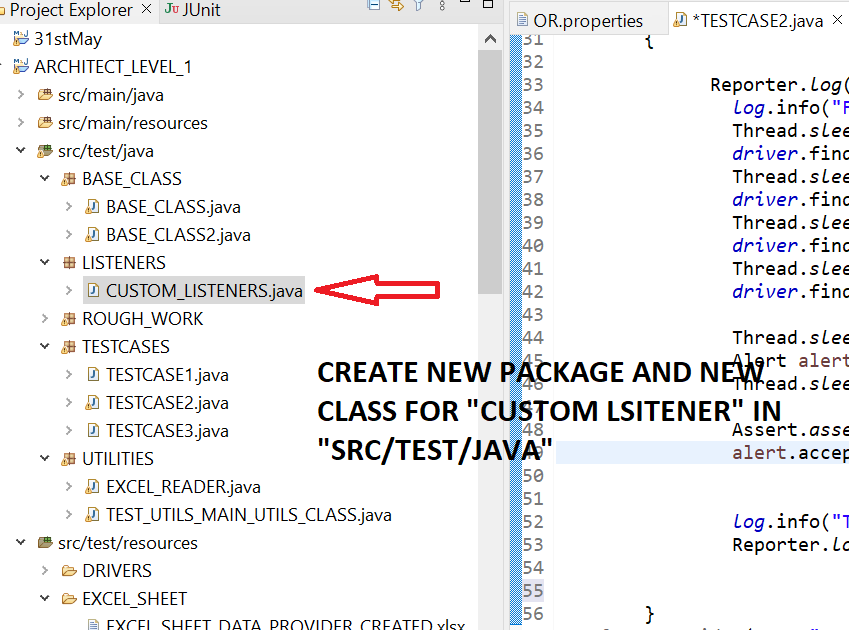 Project Explorer
JUnit
31stMay
ARCHITECT_LEVEL_1
src/main/java
src/main/resources
src/test/java
BASE_CLASS
BASE_CLASS.java
BASE_CLASS2.java
LISTENERS
CUSTOM_LISTENERS.java
ROUGH_WORK
TESTCASES
TESTCASE1.java
TESTCASE2.java
TESTCASE3.java
UTILITIES
EXCEL_READER.java
TEST_UTILS_MAIN_UTILS_CLASS.java
src/test/resources
DRIVERS
EXCEL_SHEET
EXCEL_SHEET_DATA_PROVIDER_CREATED.xlsx
CREATE NEW PACKAGE AND NEW
CLASS FOR "CUSTOM LSITENER" IN
"SRC/TEST/JAVA"
OR.properties
*TESTCASE2.java
31 {
32
33 Reporter.log(
34 log.info("F
35 Thread.slee
36 driver.find
37 Thread.slee
38 driver.find
39 Thread.slee
40 driver.find
41 Thread.slee
42 driver.find
43
44 Thread.slee
45 Alert alert
46 Thread.slee
47
48 Assert.asse
49 alert.accep
50
51
52 log.info("T
53 Reporter.lo
54
55
56 }